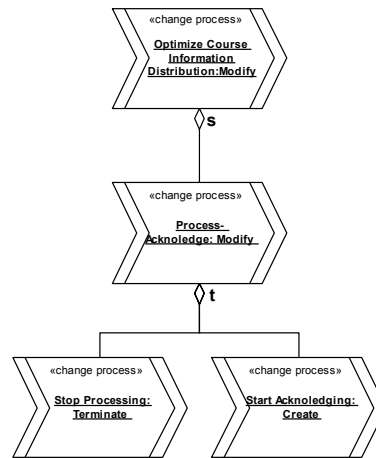 «change process»
Optimize Course
Information
Distribution:Modify
s
«change process»
Process-
Acknoledge: Modify
t
«change process»
Stop Processing:
Terminate
«change process»
Start Acknoledging:
Create